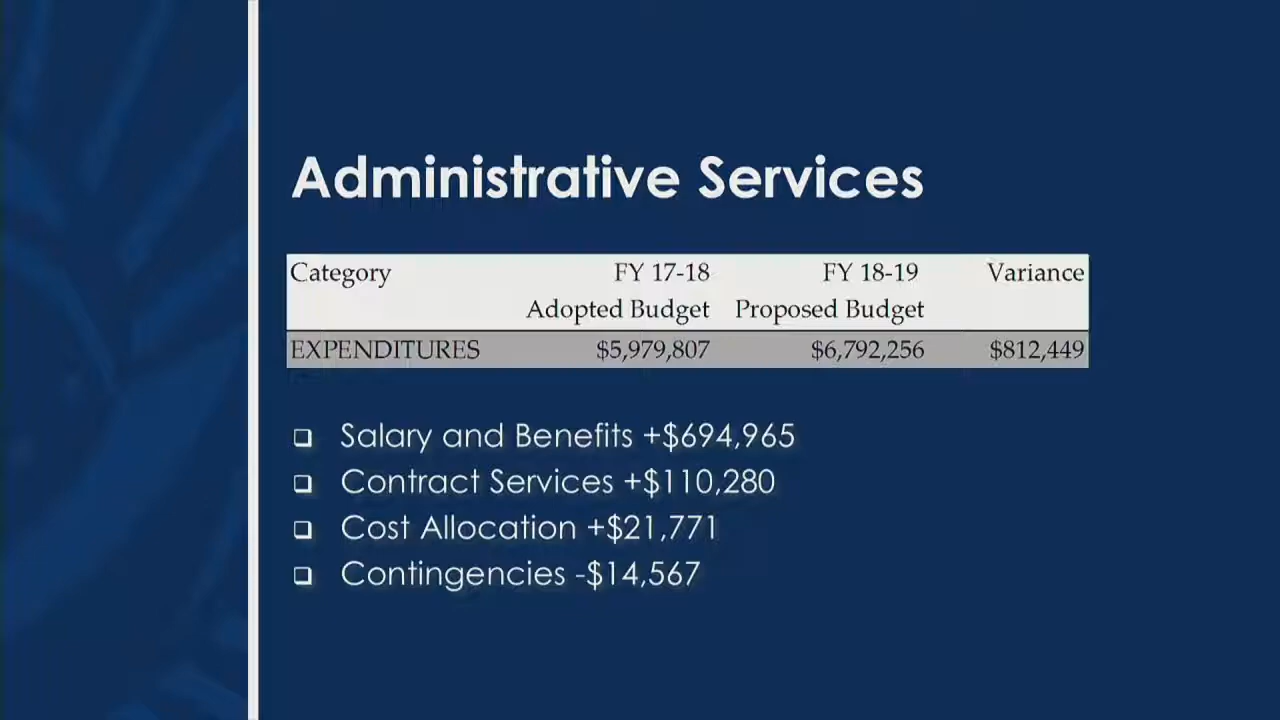 Administrative Services
Category FY 17-18 FY 18-19 Variance
Adopted Budget Proposed Budget
EXPENDITURES $5,979,807 $6,792,256 $812,449
❑ Salary and Benefits +$694,965
❑ Contract Services +$110,280
❑ Cost Allocation +$21,771
❑ Contingencies -$14,567